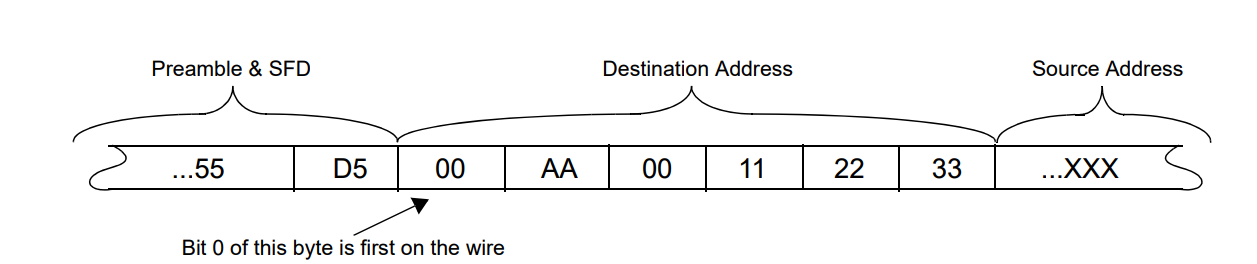 Preamble & SFD Destination Address Source Address
...55 D5 00 AA 00 11 22 33 ...XXX
Bit 0 of this byte is first on the wire